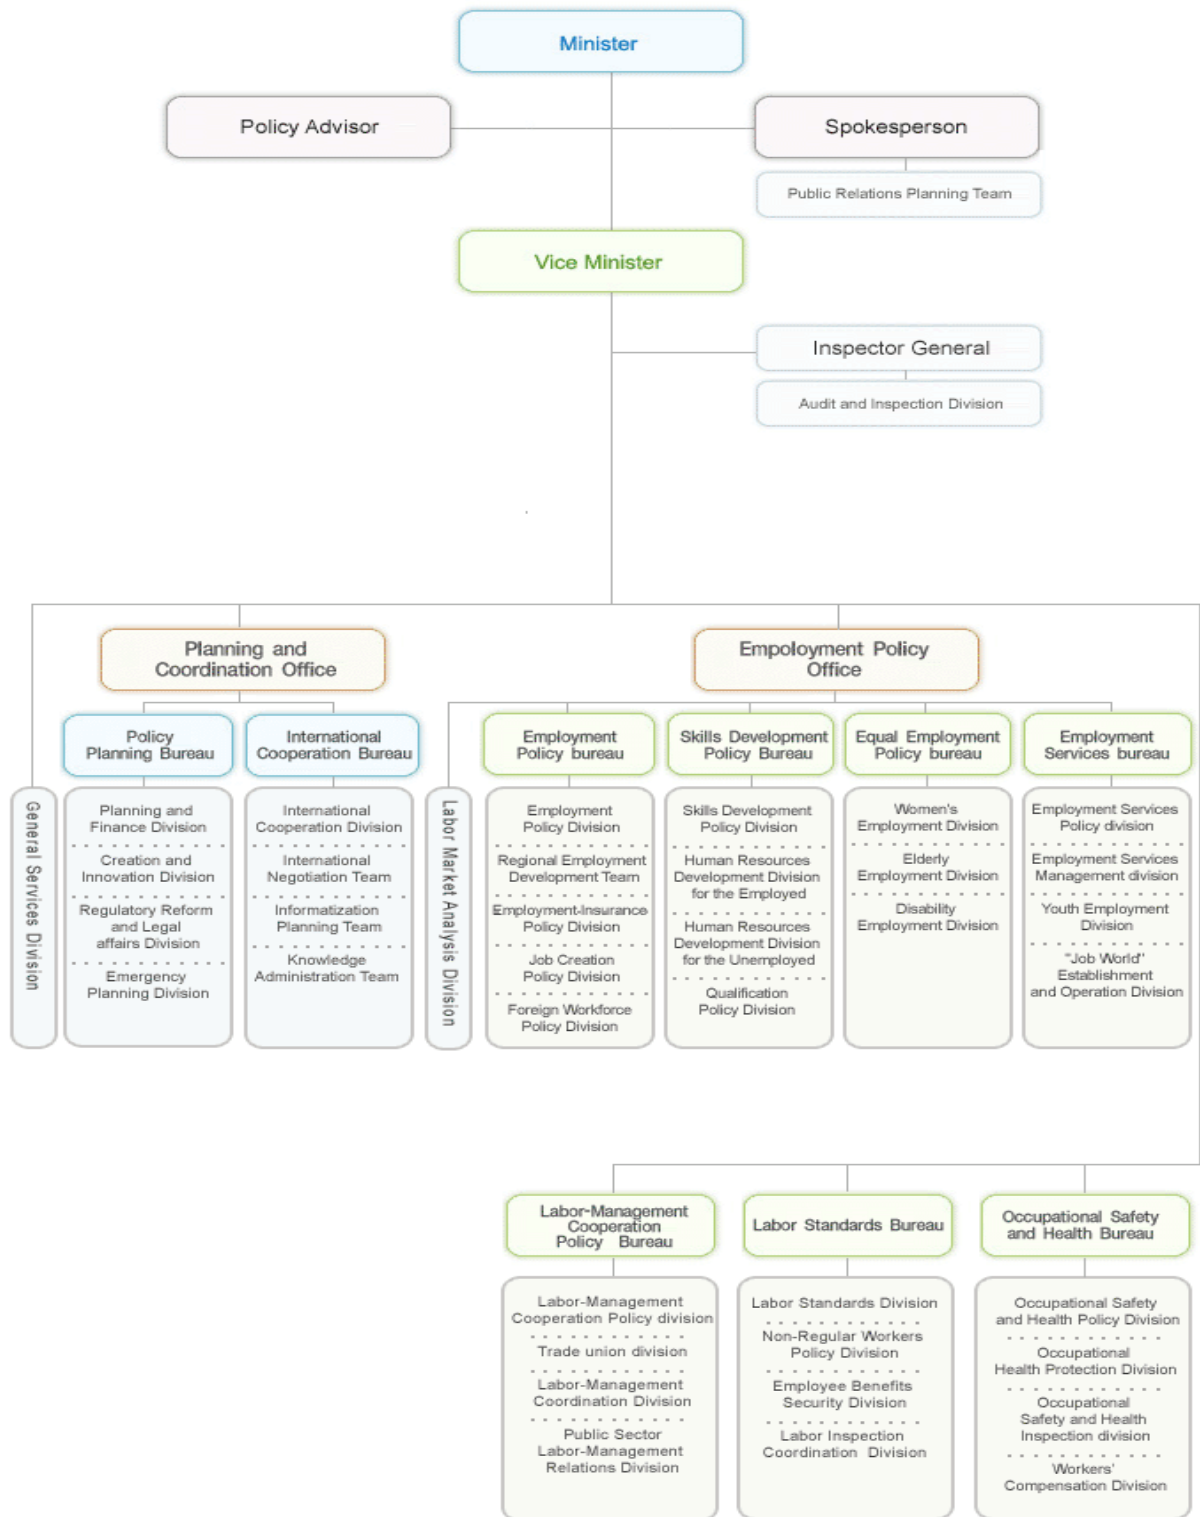 Minister
Policy Advisor
Spokesperson
Public Relations Planning Team
Vice Minister
Inspector General
Audit and Inspection Division
Planning and
Coordination Office
Empoloyment Policy
Office
Policy
Planning Bureau
International
Cooperation Bureau
Employment
Policy bureau
Skills Development
Policy Bureau
Equal Employment
Policy bureau
Employment
Services bureau
General Services Division
Planning and
Finance Division
Creation and
Innovation Division
Regulatory Reform
and Legal
affairs Division
Emergency
Planning Division
International
Cooperation Division
International
Negotiation Team
Informatization
Planning Team
Knowledge
Administration Team
Labor Market Analysis Division
Employment
Policy Division
Regional Employment
Development Team
Employment-Insurance
Policy Division
Job Creation
Policy Division
Foreign Workforce
Policy Division
Skills Development
Policy Division
Human Resources
Development Division
for the Employed
Human Resources
Development Division
for the Unemployed
Qualification
Policy Division
Women's
Employment Division
Elderly
Employment Division
Disability
Employment Division
Employment Services
Policy division
Employment Services
Management division
Youth Employment
Division
"Job World"
Establishment
and Operation Division
Labor-Management
Cooperation
Policy Bureau
Labor Standards Bureau
Occupational Safety
and Health Bureau
Labor-Management
Cooperation Policy division
Trade union division
Labor-Management
Coordination Division
Public Sector
Labor-Management
Relations Division
Labor Standards Division
Non-Regular Workers
Policy Division
Employee Benefits
Security Division
Labor Inspection
Coordination Division
Occupational Safety
and Health Policy Division
Occupational
Health Protection Division
Occupational
Safety and Health
Inspection division
Workers'
Compensation Division